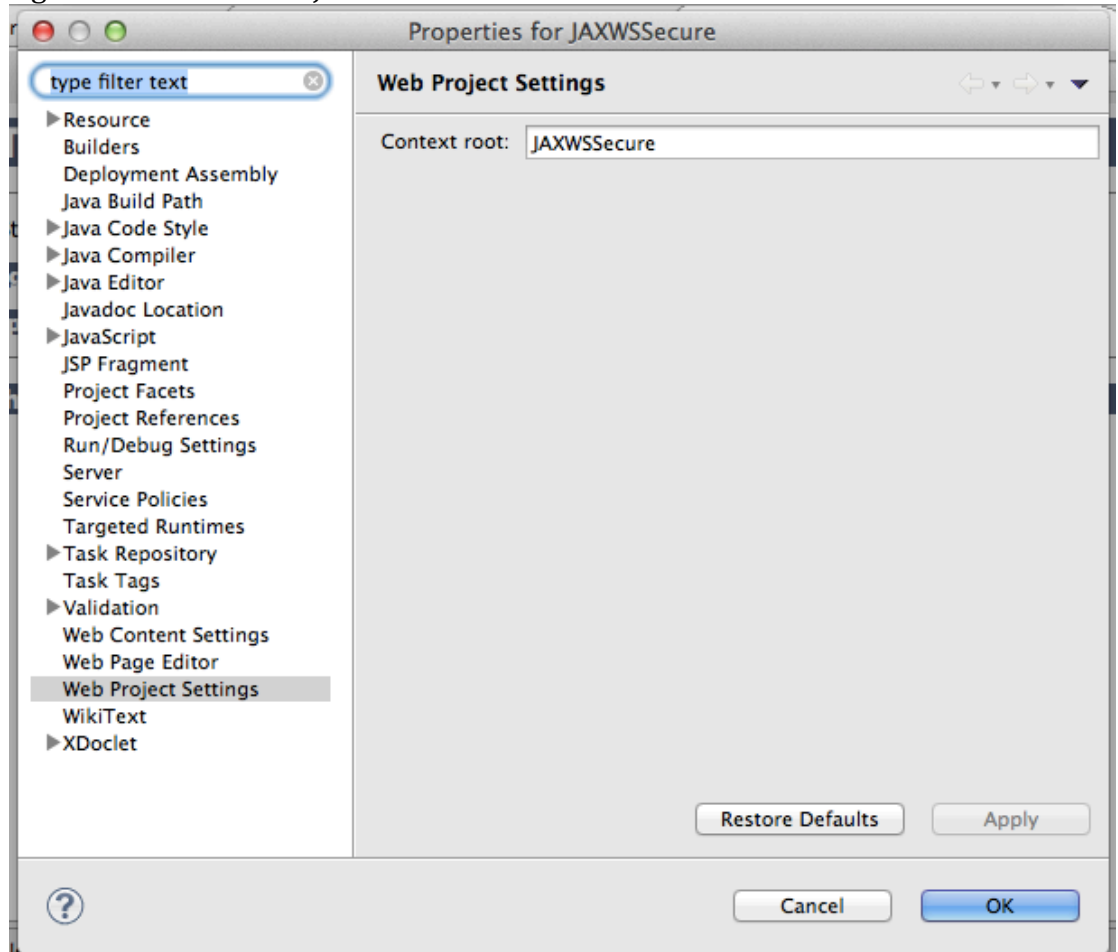 Properties for JAXWSSecure
type filter text
Web Project Settings
Resource
Builders
Deployment Assembly
Java Build Path
Java Code Style
Java Compiler
Java Editor
Javadoc Location
JavaScript
JSP Fragment
Project Facets
Project References
Run/Debug Settings
Server
Service Policies
Targeted Runtimes
Task Repository
Task Tags
Validation
Web Content Settings
Web Page Editor
Web Project Settings
WikiText
XDoclet
Context root: JAXWSSecure
Restore Defaults
Apply
?
Cancel
OK